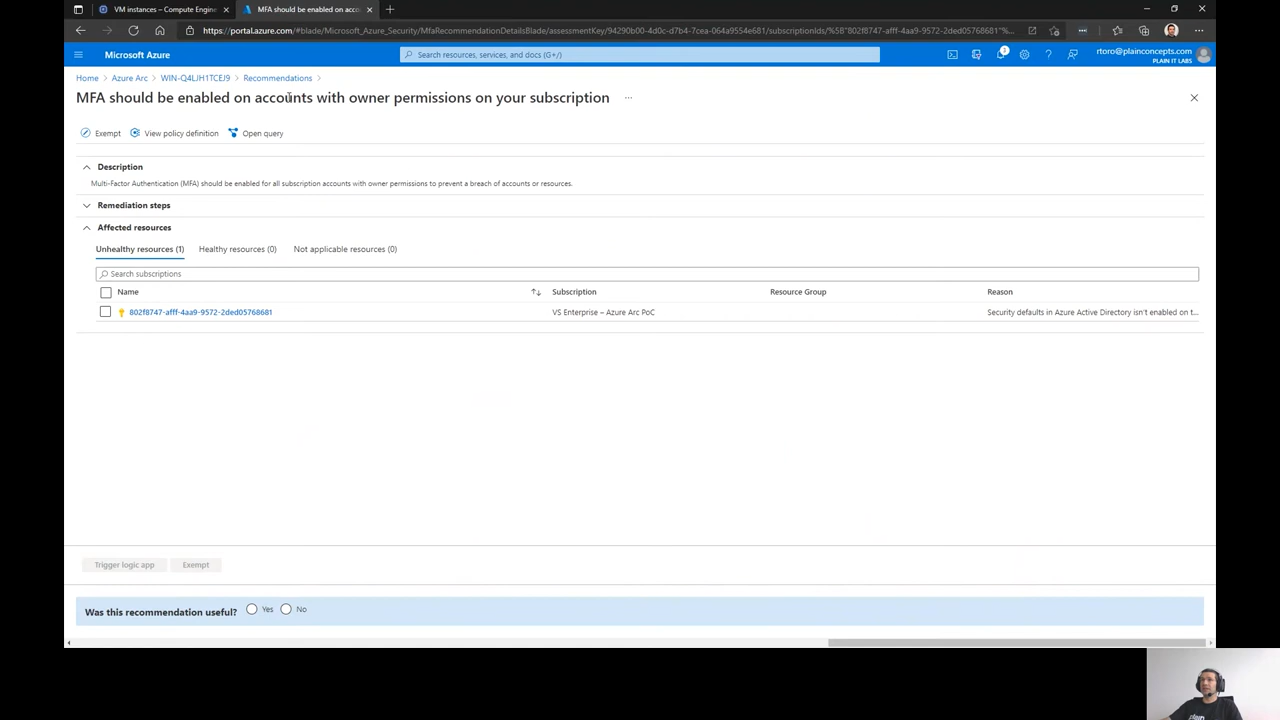 VM instances – Compute Engin
MFA should be enabled on acco
https://portal.azure.com/#blade/Microsoft_Azure_Security/MfaRecommendationDetailsBlade/assessmentKey/94290b00-4d0c-d7b4-7cea-064a9554e681/subscriptionIds/%5B"802f8747-afff-4aa9-9572-2ded05768681"%...
Microsoft Azure
Search resources, services, and docs (G+/)
1
rtoro@plainconcepts.com
PLAIN IT LABS
Home > Azure Arc > WIN-Q4LJH1TCEJ9 > Recommendations >
MFA should be enabled on accounts with owner permissions on your subscription ...
Exempt View policy definition Open query
Description
Multi-Factor Authentication (MFA) should be enabled for all subscription accounts with owner permissions to prevent a breach of accounts or resources.
Remediation steps
Affected resources
Unhealthy resources (1) Healthy resources (0) Not applicable resources (0)
Search subscriptions
Name Subscription Resource Group Reason
802f8747-afff-4aa9-9572-2ded05768681 VS Enterprise – Azure Arc PoC Security defaults in Azure Active Directory isn't enabled on t...
Trigger logic app Exempt
Was this recommendation useful? Yes No